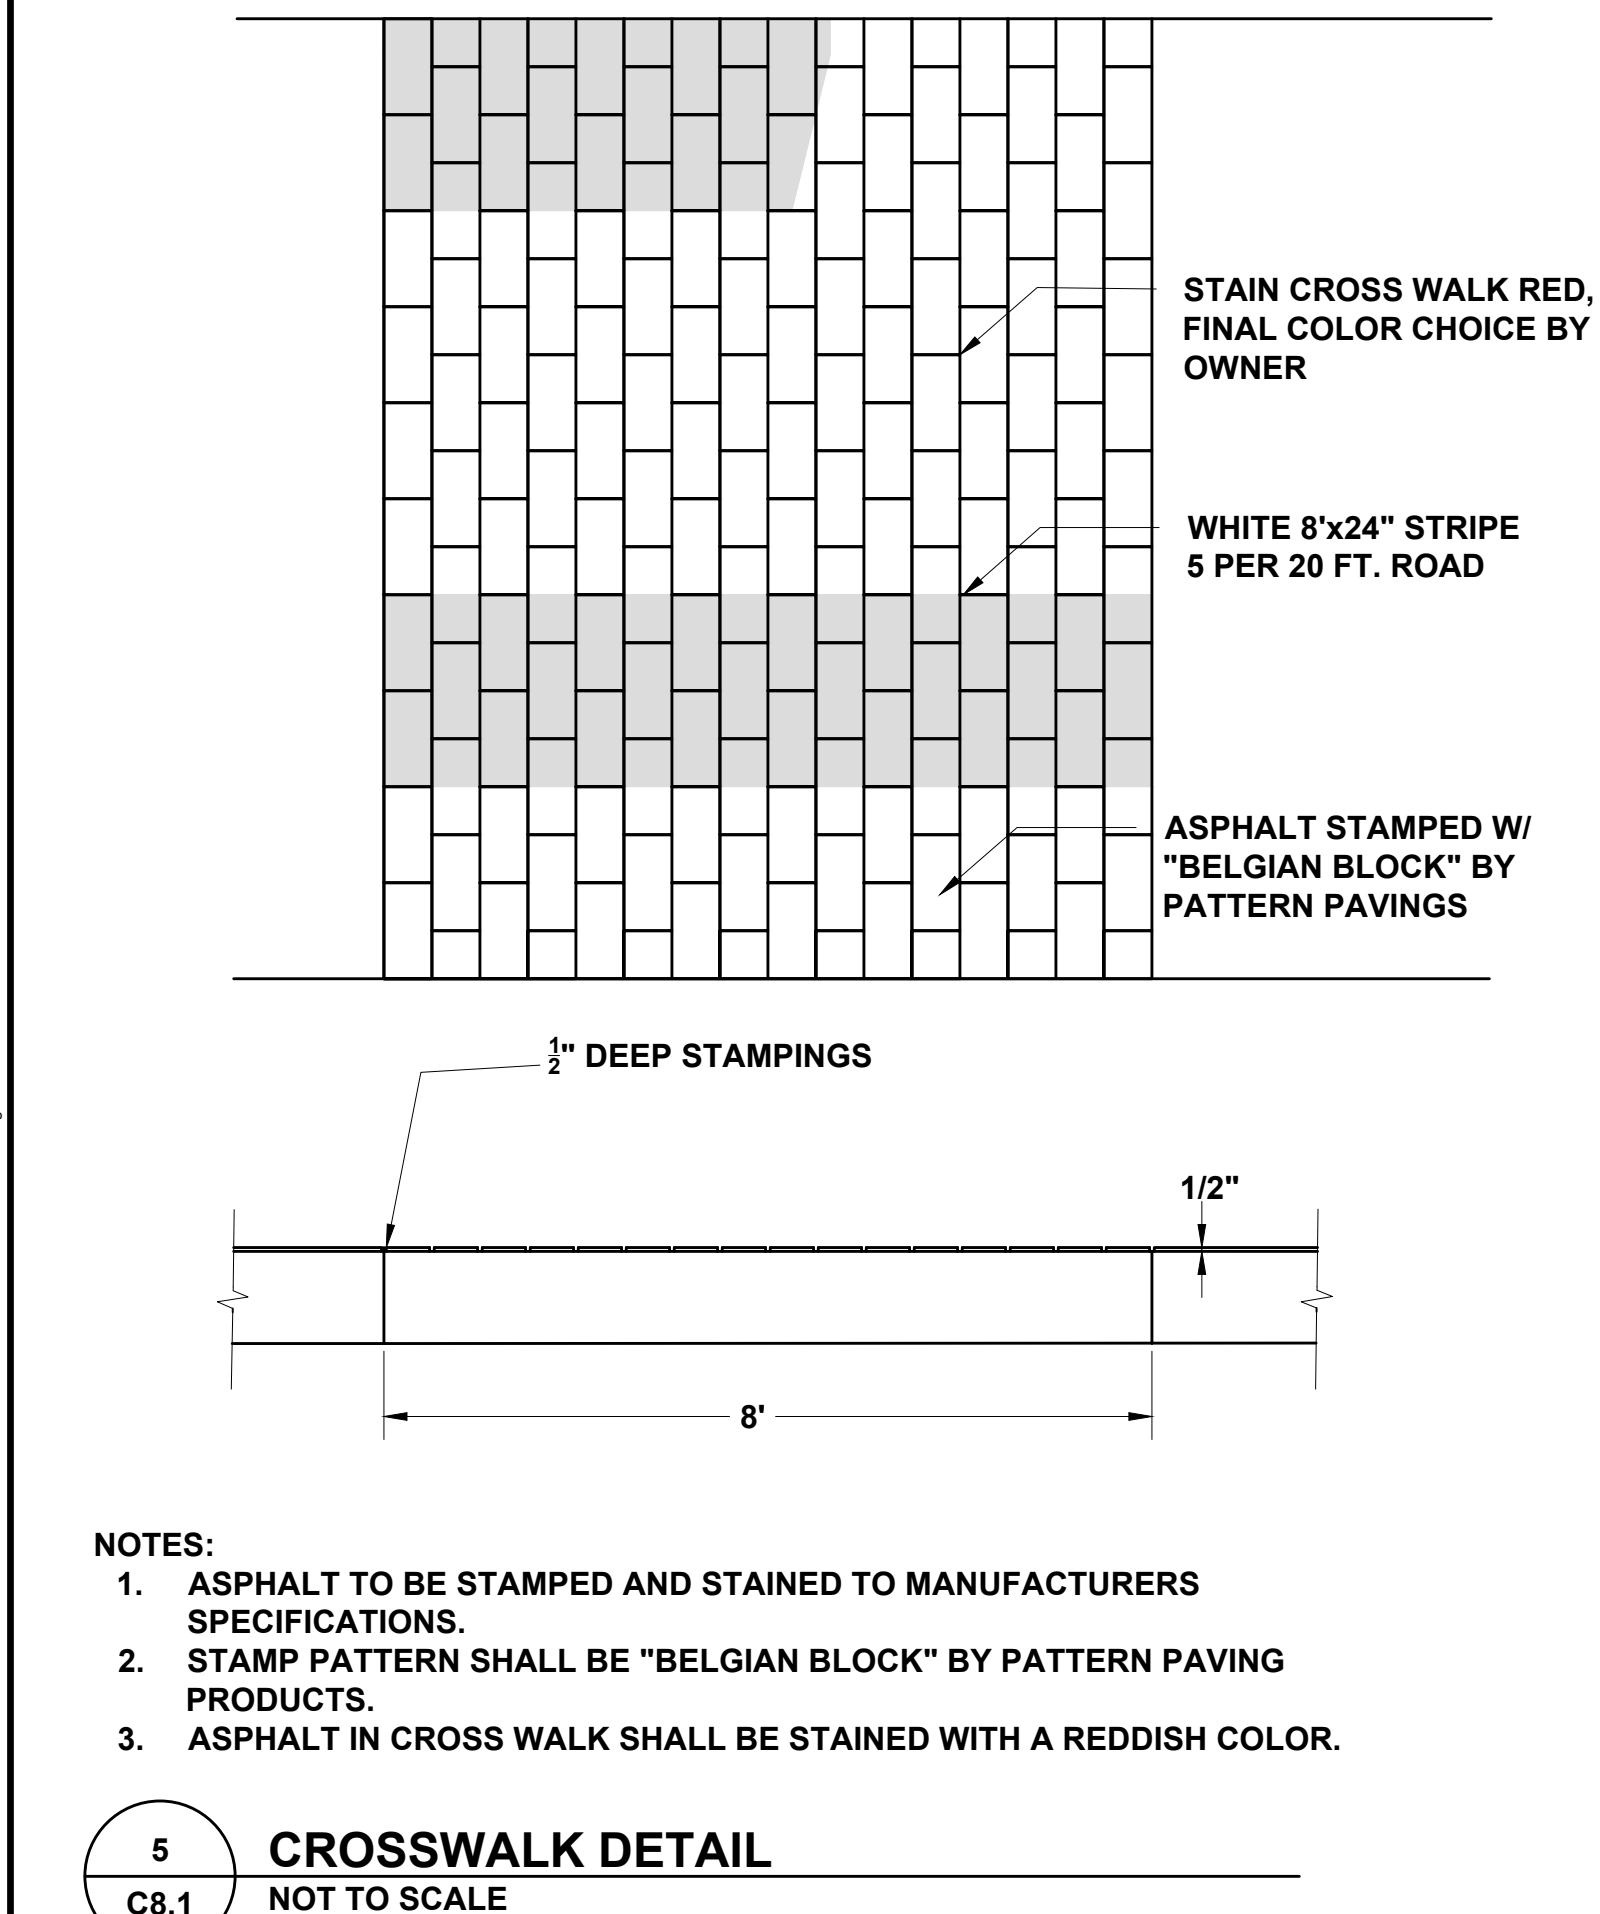 STAIN CROSS WALK RED,
FINAL COLOR CHOICE BY
OWNER
WHITE 8'x24" STRIPE
5 PER 20 FT. ROAD
ASPHALT STAMPED W/
"BELGIAN BLOCK" BY
PATTERN PAVINGS
½" DEEP STAMPINGS
1/2"
8'
NOTES:
1. ASPHALT TO BE STAMPED AND STAINED TO MANUFACTURERS
SPECIFICATIONS.
2. STAMP PATTERN SHALL BE "BELGIAN BLOCK" BY PATTERN PAVING
PRODUCTS.
3. ASPHALT IN CROSS WALK SHALL BE STAINED WITH A REDDISH COLOR.
5
CROSSWALK DETAIL
C8.1
NOT TO SCALE